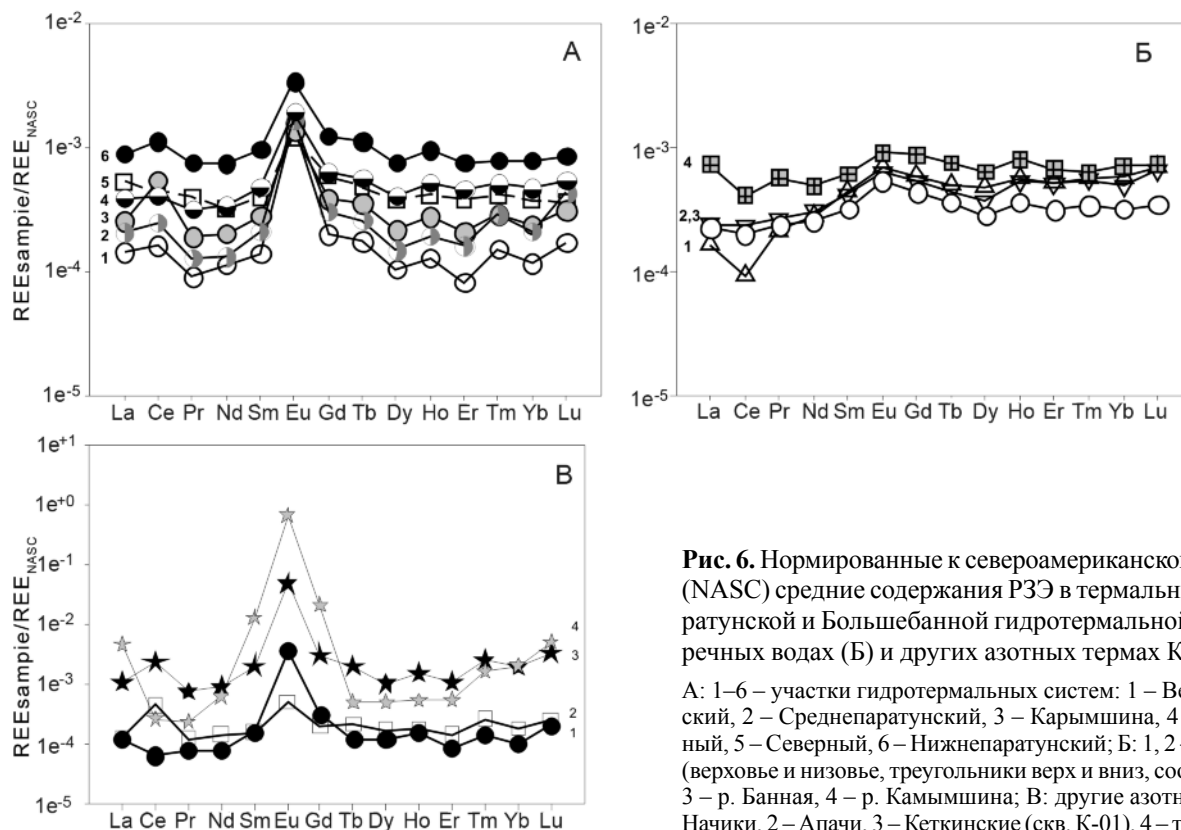 1e-2
А
1e-3
1e-4
1e-5
REEsampie/REE NASC
6
5
4
3
2
1
La Ce Pr Nd Sm Eu Gd Tb Dy Ho Er Tm Yb Lu
1e-2
Б
1e-3
1e-4
1e-5
4
2,3
1
La Ce Pr Nd Sm Eu Gd Tb Dy Ho Er Tm Yb Lu
1e+1
В
1e+0
1e-1
1e-2
1e-3
1e-4
1e-5
REEsampie/REE NASC
4
3
2
1
La Ce Pr Nd Sm Eu Gd Tb Dy Ho Er Tm Yb Lu
Рис. 6. Нормированные к североамериканско
(NASC) средние содержания РЗЭ в термальн
ратунской и Большебанной гидротермальной
речных водах (Б) и других азотных термах К
А: 1–6 – участки гидротермальных систем: 1 – Ве
ский, 2 – Среднепаратунский, 3 – Карымшина, 4
ный, 5 – Северный, 6 – Нижнепаратунский; Б: 1, 2 –
(верховье и низовье, треугольники верх и вниз, соо
3 – р. Банная, 4 – р. Камымшина; В: другие азотн
Начики, 2 – Апачи, 3 – Кеткинские (скв. К-01), 4 – т